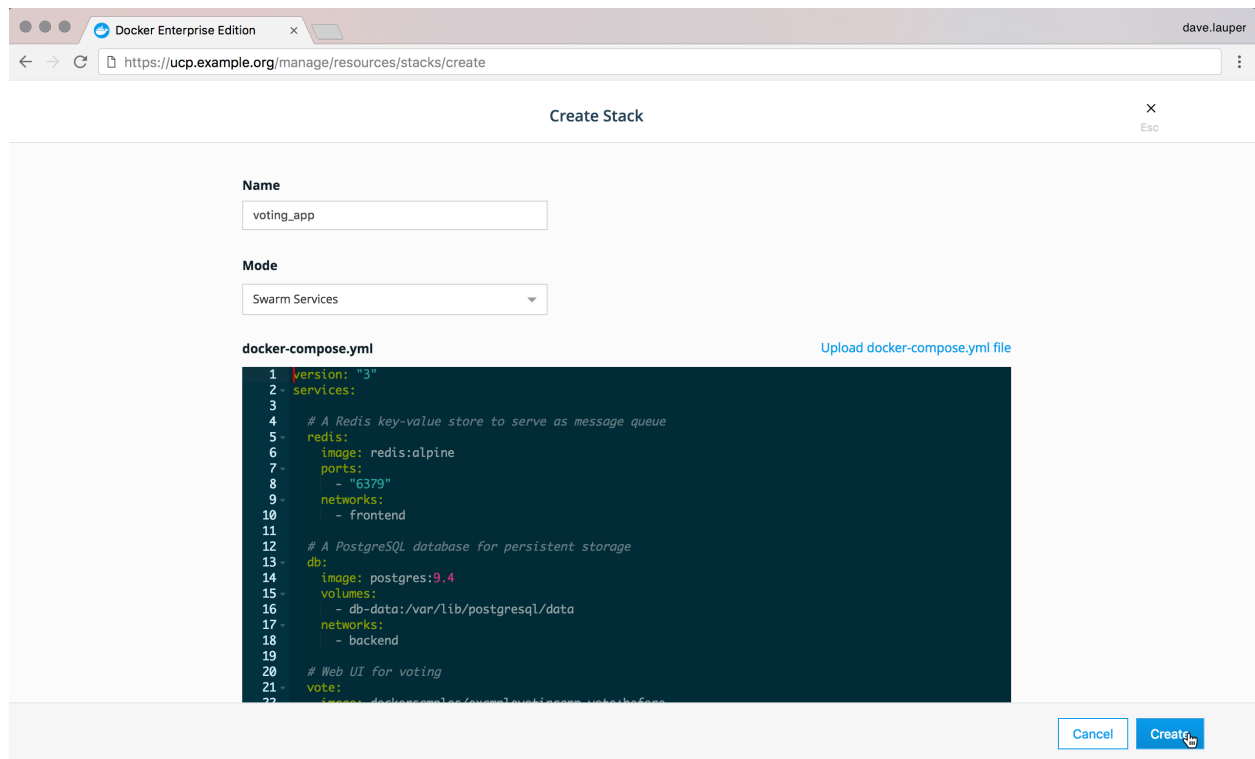 Docker Enterprise Edition ×
dave.lauper
https://ucp.example.org/manage/resources/stacks/create
Create Stack
×
Esc
Name
voting_app
Mode
Swarm Services
docker-compose.yml
Upload docker-compose.yml file
1 version: "3"
2 services:
3
4 # A Redis key-value store to serve as message queue
5 redis:
6 image: redis:alpine
7 ports:
8 - "6379"
9 networks:
10 - frontend
11
12 # A PostgreSQL database for persistent storage
13 db:
14 image: postgres:9.4
15 volumes:
16 - db-data:/var/lib/postgresql/data
17 networks:
18 - backend
19
20 # Web UI for voting
21 vote:
22 image: dockersamples/examplevotingapp_vote:before
Cancel
Create